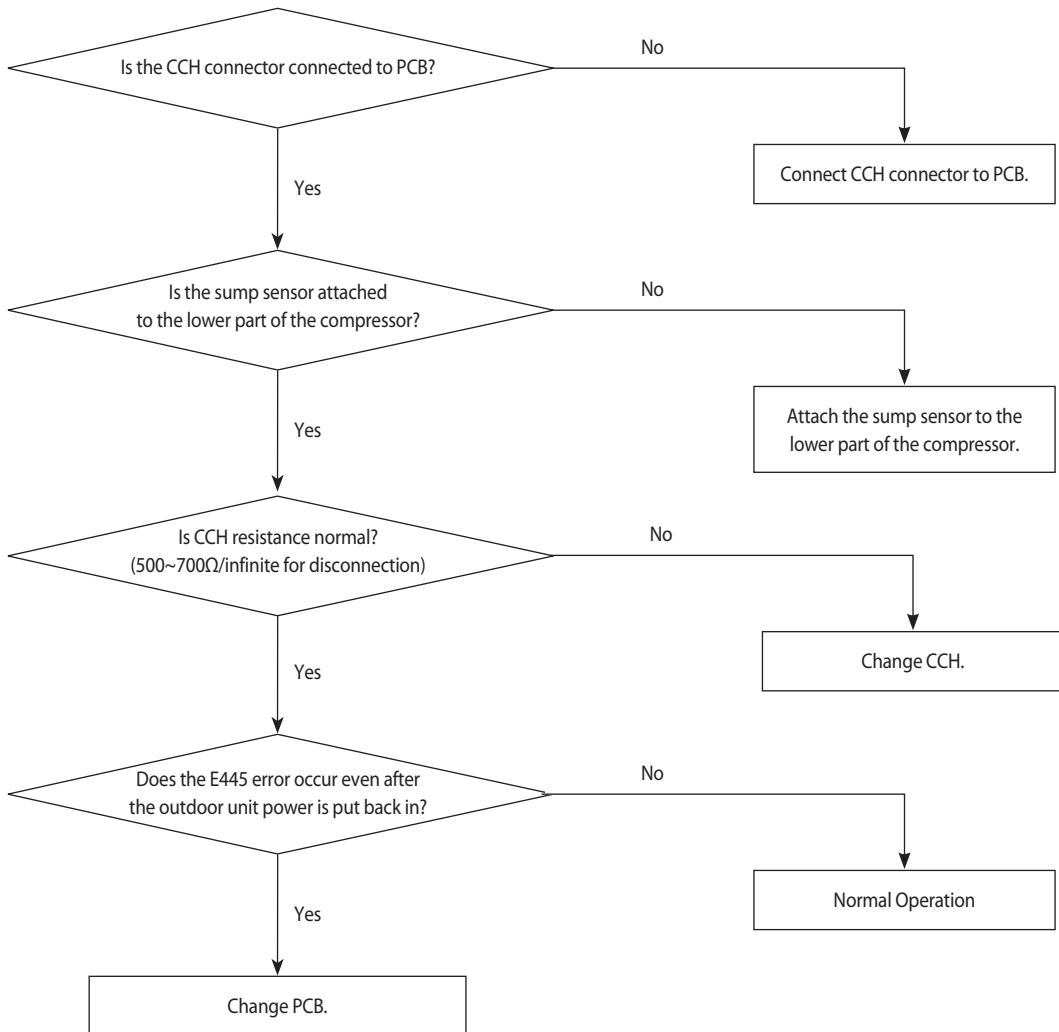 Is the CCH connector connected to PCB?
No
Connect CCH connector to PCB.
Yes
Is the sump sensor attached
to the lower part of the compressor?
No
Attach the sump sensor to the
lower part of the compressor.
Yes
Is CCH resistance normal?
(500~700Ω/infinite for disconnection)
No
Change CCH.
Yes
Does the E445 error occur even after
the outdoor unit power is put back in?
No
Normal Operation
Yes
Change PCB.